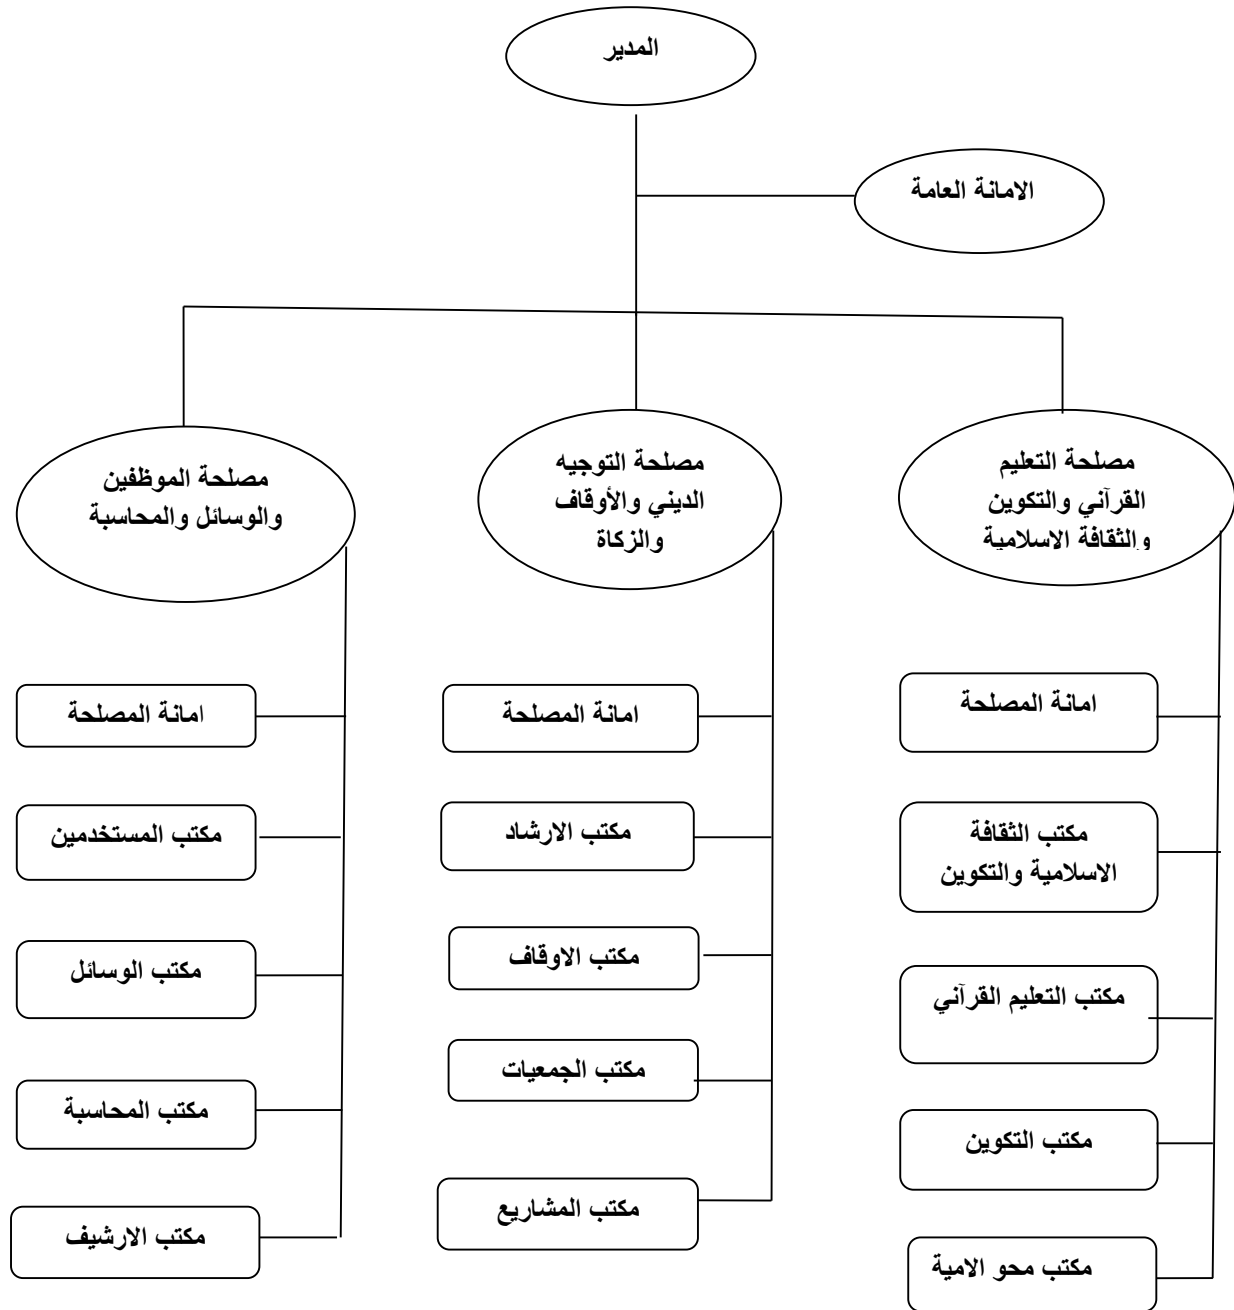 المدير
الامانة العامة
مصلحة التعليم
القرآني والتكوين
والثقافة الاسلامية
مصلحة التوجيه
الديني والأوقاف
والزكاة
مصلحة الموظفين
والوسائل والمحاسبة
امانة المصلحة
مكتب الثقافة
الاسلامية والتكوين
مكتب التعليم القرآني
مكتب التكوين
مكتب محو الامية
امانة المصلحة
مكتب الارشاد
مكتب الاوقاف
مكتب الجمعيات
مكتب المشاريع
امانة المصلحة
مكتب المستخدمين
مكتب الوسائل
مكتب المحاسبة
مكتب الارشيف